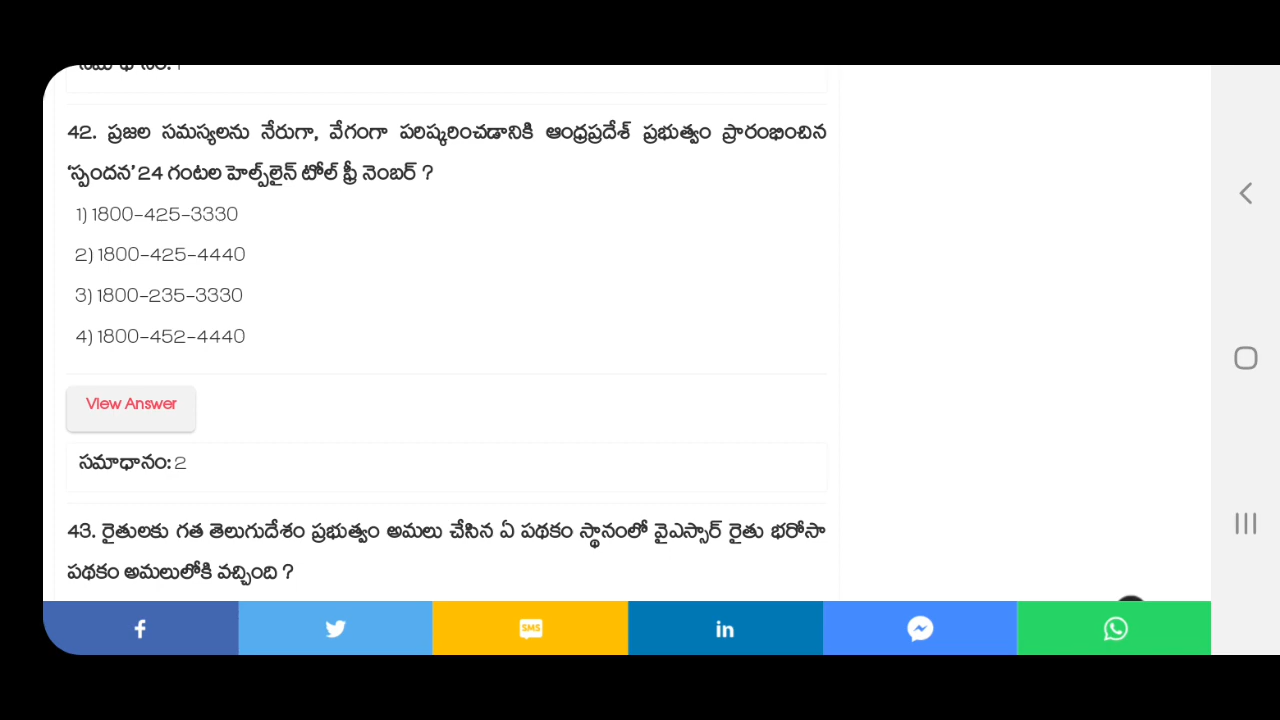 42. ప్రజల సమస్యలను నేరుగా, వేగంగా పరిష్కరించడానికి ఆంధ్రప్రదేశ్ ప్రభుత్వం ప్రారంభించిన
‘స్పందన’ 24 గంటల హెల్ప్‌లైన్ టోల్ ఫ్రీ నెంబర్ ?
1) 1800-425-3330
2) 1800-425-4440
3) 1800-235-3330
4) 1800-452-4440
View Answer
సమాధానం: 2
43. రైతులకు గత తెలుగుదేశం ప్రభుత్వం అమలు చేసిన ఏ పథకం స్థానంలో వైఎస్సార్ రైతు భరోసా
పథకం అమలులోకి వచ్చింది ?
SMS